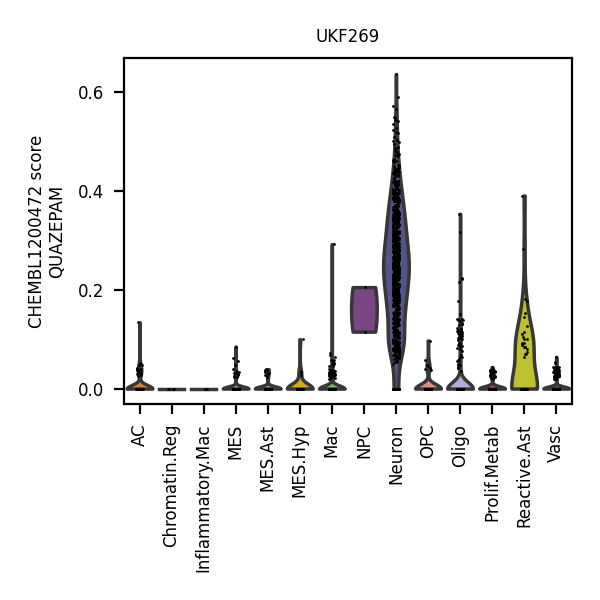 UKF269
CHEMBL1200472 score
QUAZEPAM
0.6
0.4
0.2
0.0
AC
Chromatin.Reg
Inflammatory.Mac
MES
MES.Ast
MES.Hyp
Mac
NPC
Neuron
OPC
Oligo
Prolif.Metab
Reactive.Ast
Vasc